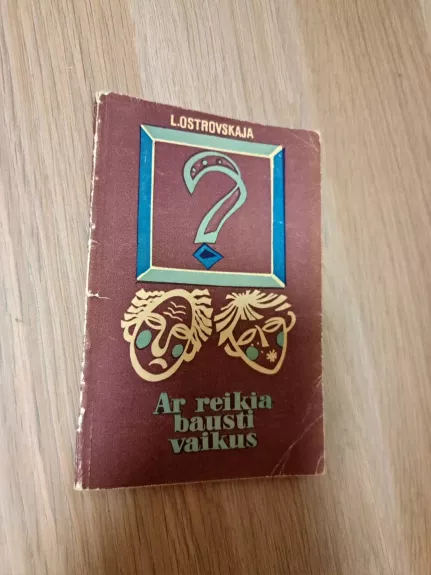 L.OSTROVSKAJA
?
Ar reikia
bausti
vaikus